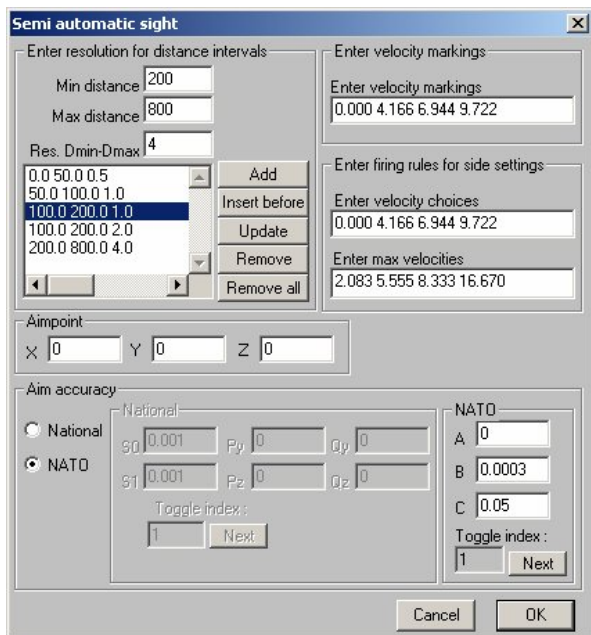 Semi automatic sight
Enter resolution for distance intervals
Min distance 200
Max distance 800
Res. Dmin-Dmax 4
0.0 50.0 0.5
50.0 100.0 1.0
100.0 200.0 1.0
100.0 200.0 2.0
200.0 800.0 4.0
Add
Insert before
Update
Remove
Remove all
Enter velocity markings
Enter velocity markings
0.000 4.166 6.944 9.722
Enter firing rules for side settings
Enter velocity choices
0.000 4.166 6.944 9.722
Enter max velocities
2.083 5.555 8.333 16.670
Aimpoint
X 0 Y 0 Z 0
Aim accuracy
National
NATO
National
S0 0.001 Py 0 Qy 0
S1 0.001 Pz 0 Qz 0
Toggle index :
1 Next
NATO
A 0
B 0.0003
C 0.05
Toggle index :
1 Next
Cancel OK